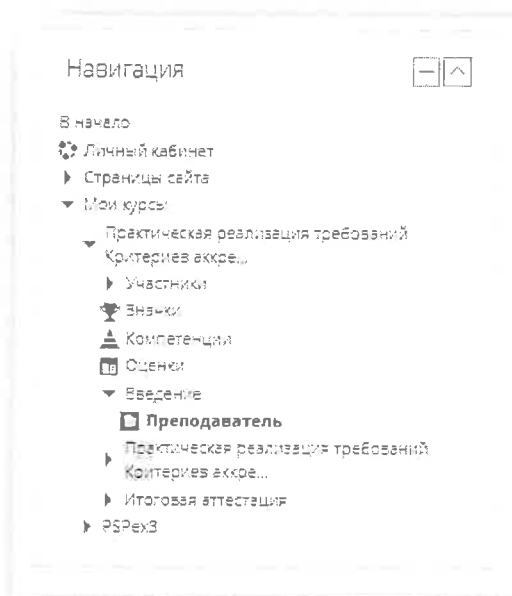 Навигация
В начало
Личный кабинет
Страницы сайта
Мои курсы
Практическая реализация требований
Критериев аккре...
Участники
Значки
Компетенции
Оценки
Введение
Преподаватель
Практическая реализация требований
Критериев аккре...
Итоговая аттестация
PSPex3